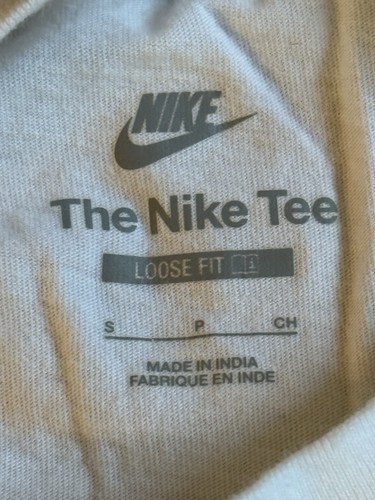 NIKE
The Nike Tee
LOOSE FIT
S P CH
MADE IN INDIA
FABRIQUE EN INDE